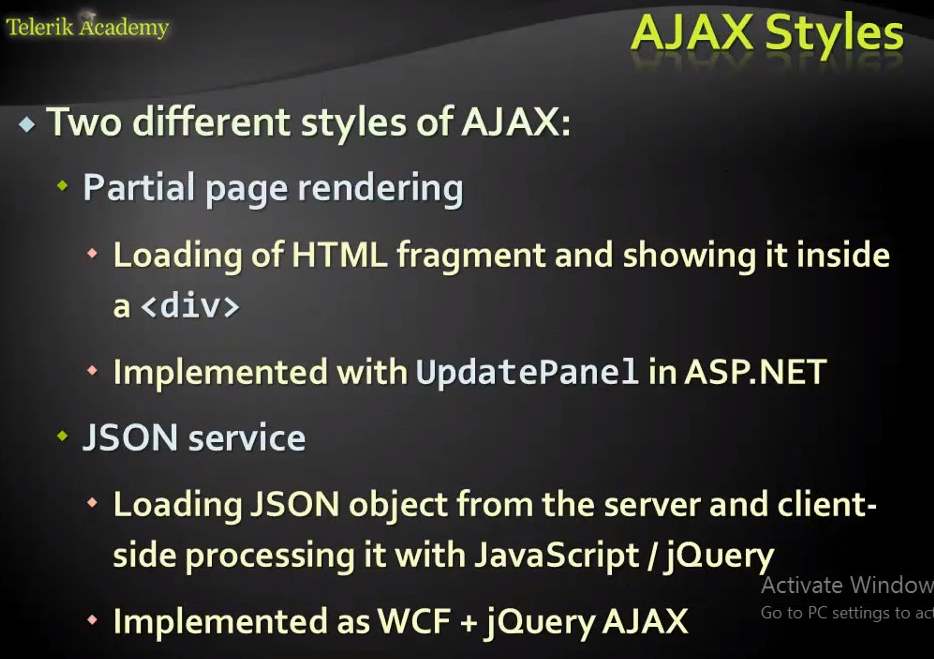 Telerik Academy
AJAX Styles
Two different styles of AJAX:
Partial page rendering
Loading of HTML fragment and showing it inside
a <div>
Implemented with UpdatePanel in ASP.NET
JSON service
Loading JSON object from the server and client-
side processing it with JavaScript / jQuery
Activate Window
Go to PC settings to act
Implemented as WCF + jQuery AJAX